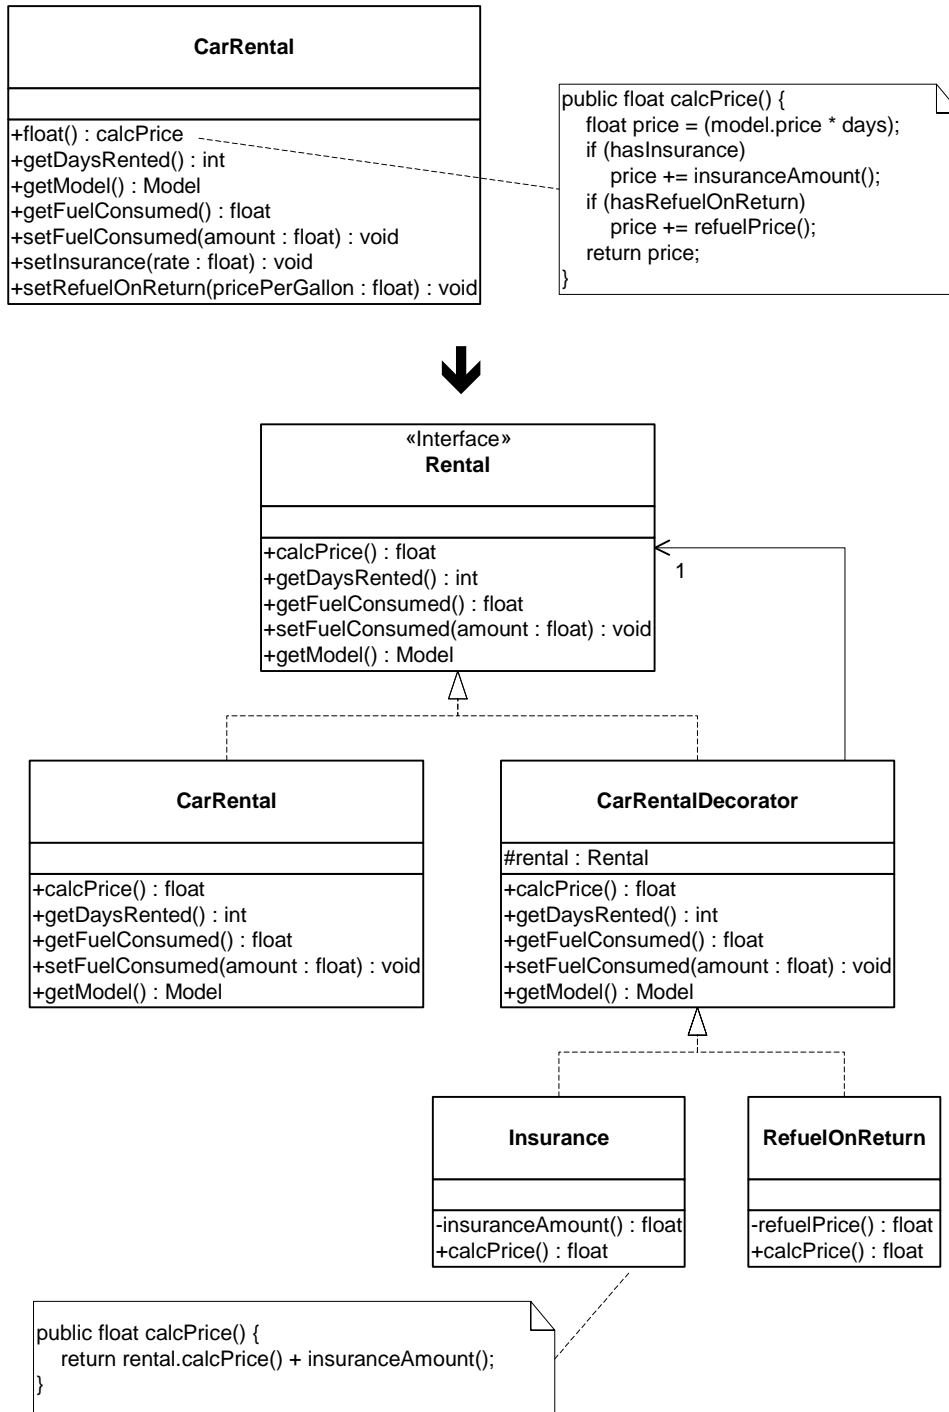 CarRental
+float() : calcPrice
+getDaysRented() : int
+getModel() : Model
+getFuelConsumed() : float
+setFuelConsumed(amount : float) : void
+setInsurance(rate : float) : void
+setRefuelOnReturn(pricePerGallon : float) : void
public float calcPrice() {
float price = (model.price * days);
if (hasInsurance)
price += insuranceAmount();
if (hasRefuelOnReturn)
price += refuelPrice();
return price;
}
«Interface»
Rental
+calcPrice() : float
+getDaysRented() : int
+getFuelConsumed() : float
+setFuelConsumed(amount : float) : void
+getModel() : Model
1
CarRental
+calcPrice() : float
+getDaysRented() : int
+getFuelConsumed() : float
+setFuelConsumed(amount : float) : void
+getModel() : Model
CarRentalDecorator
#rental : Rental
+calcPrice() : float
+getDaysRented() : int
+getFuelConsumed() : float
+setFuelConsumed(amount : float) : void
+getModel() : Model
Insurance
-insuranceAmount() : float
+calcPrice() : float
RefuelOnReturn
-refuelPrice() : float
+calcPrice() : float
public float calcPrice() {
return rental.calcPrice() + insuranceAmount();
}